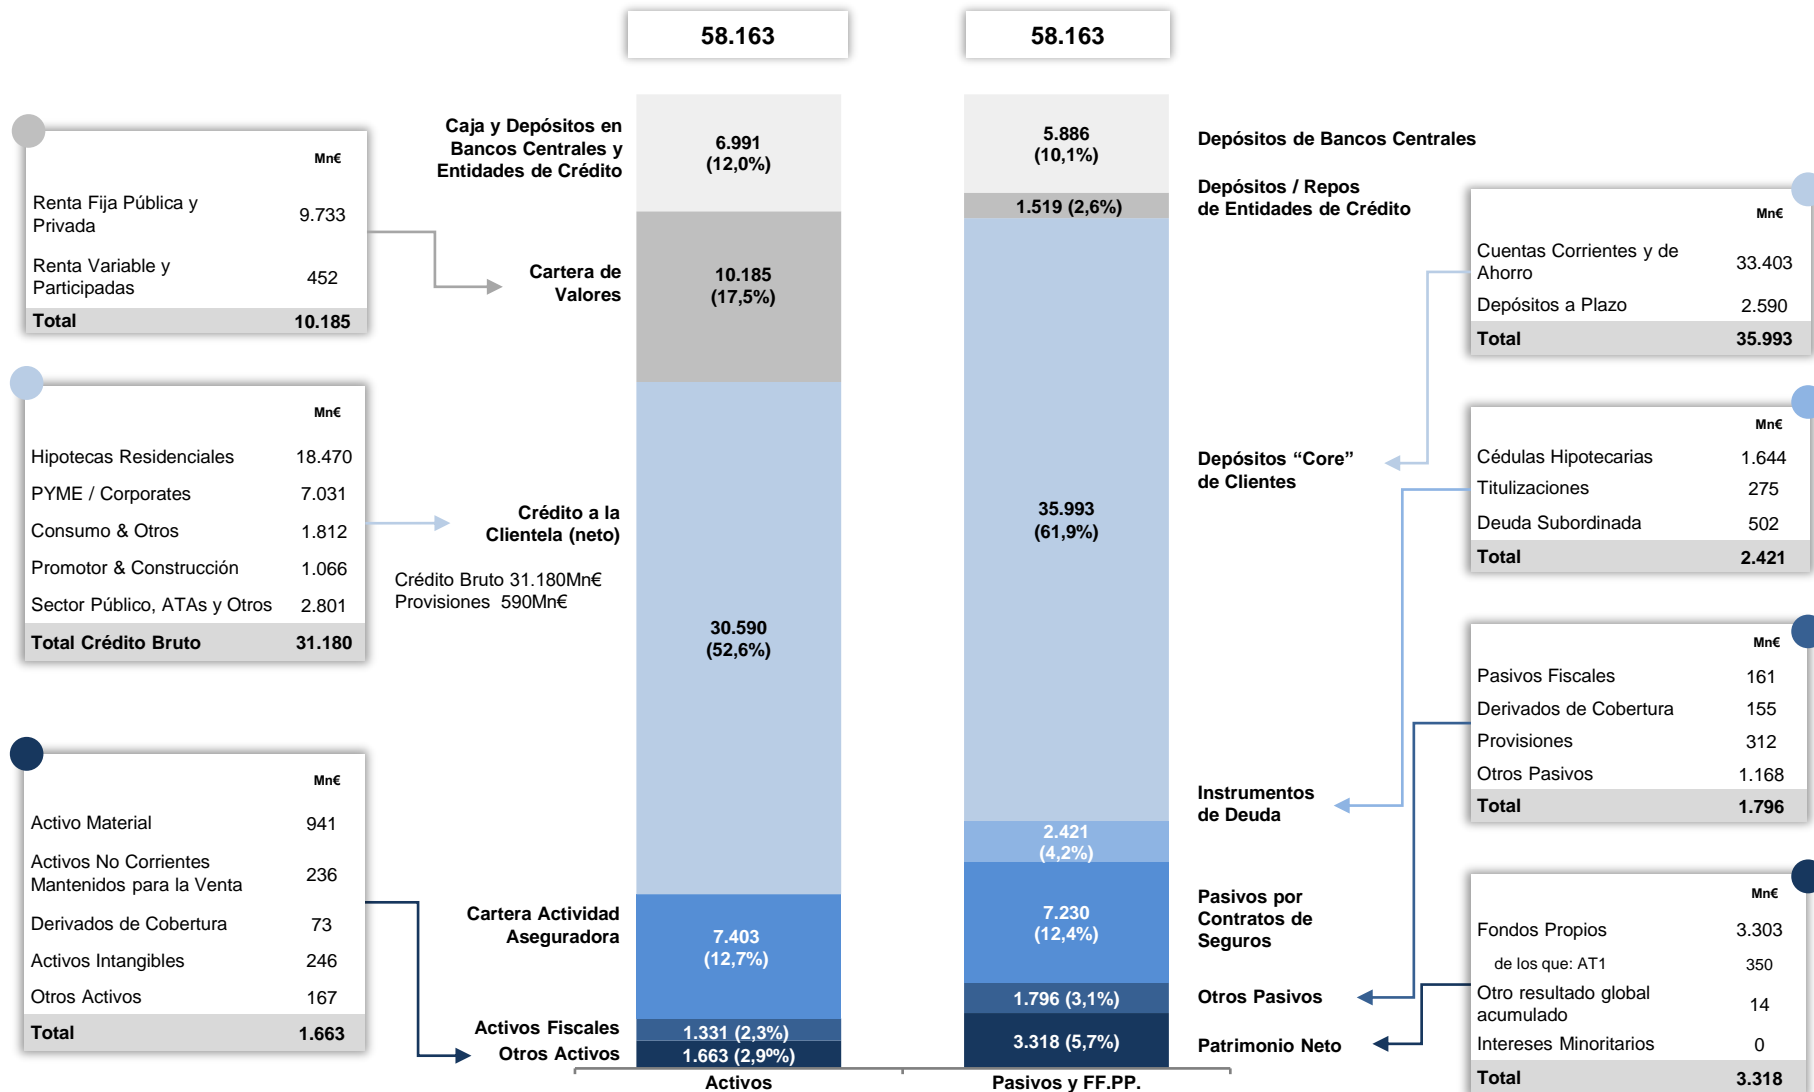 58.163
58.163
Mn€
Renta Fija Pública y
Privada
9.733
Renta Variable y
Participadas
452
Total 10.185
Mn€
Hipotecas Residenciales 18.470
PYME / Corporates 7.031
Consumo & Otros 1.812
Promotor & Construcción 1.066
Sector Público, ATAs y Otros 2.801
Total Crédito Bruto 31.180
Mn€
Activo Material 941
Activos No Corrientes
Mantenidos para la Venta
236
Derivados de Cobertura 73
Activos Intangibles 246
Otros Activos 167
Total 1.663
Caja y Depósitos en
Bancos Centrales y
Entidades de Crédito
Cartera de
Valores
Crédito a la
Clientela (neto)
Crédito Bruto 31.180Mn€
Provisiones 590Mn€
Cartera Actividad
Aseguradora
Activos Fiscales
Otros Activos
6.991
(12,0%)
10.185
(17,5%)
30.590
(52,6%)
7.403
(12,7%)
1.331 (2,3%)
1.663 (2,9%)
Activos
5.886
(10,1%)
1.519 (2,6%)
35.993
(61,9%)
2.421
(4,2%)
7.230
(12,4%)
1.796 (3,1%)
3.318 (5,7%)
Pasivos y FF.PP.
Depósitos de Bancos Centrales
Depósitos / Repos
de Entidades de Crédito
Depósitos “Core”
de Clientes
Instrumentos
de Deuda
Pasivos por
Contratos de
Seguros
Otros Pasivos
Patrimonio Neto
Mn€
Cuentas Corrientes y de
Ahorro
33.403
Depósitos a Plazo 2.590
Total 35.993
Mn€
Cédulas Hipotecarias 1.644
Titulizaciones 275
Deuda Subordinada 502
Total 2.421
Mn€
Pasivos Fiscales 161
Derivados de Cobertura 155
Provisiones 312
Otros Pasivos 1.168
Total 1.796
Mn€
Fondos Propios 3.303
de los que: AT1 350
Otro resultado global
acumulado
14
Intereses Minoritarios 0
Total 3.318